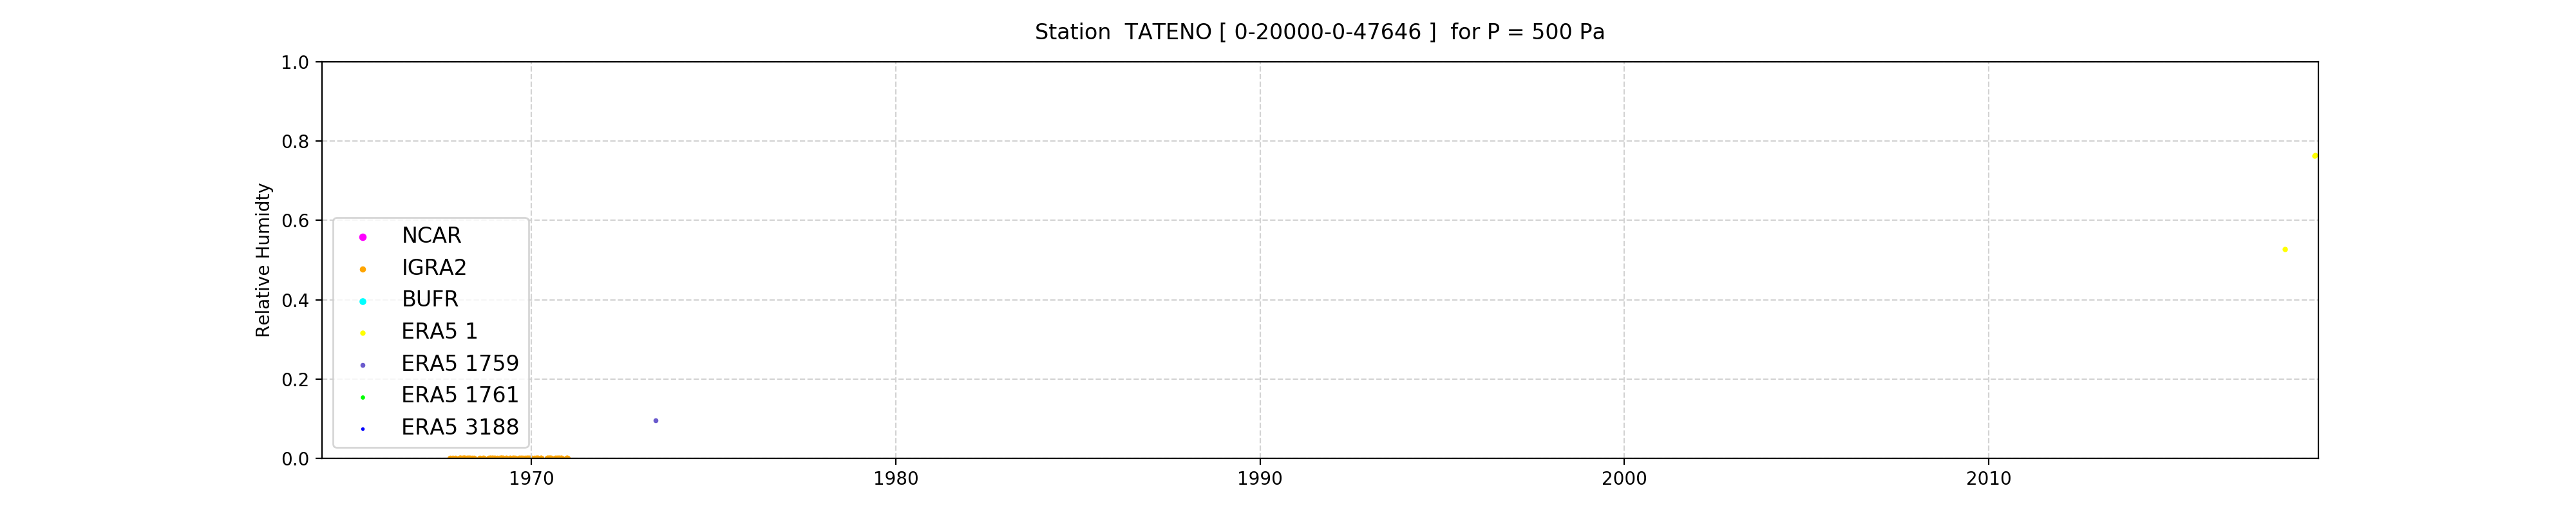 Station  TATENO [ 0-20000-0-47646 ]  for P = 500 Pa
1.0
0.8
0.6
0.4
0.2
0.0
Relative Humidty
NCAR
IGRA2
BUFR
ERA5 1
ERA5 1759
ERA5 1761
ERA5 3188
1970 1980 1990 2000 2010